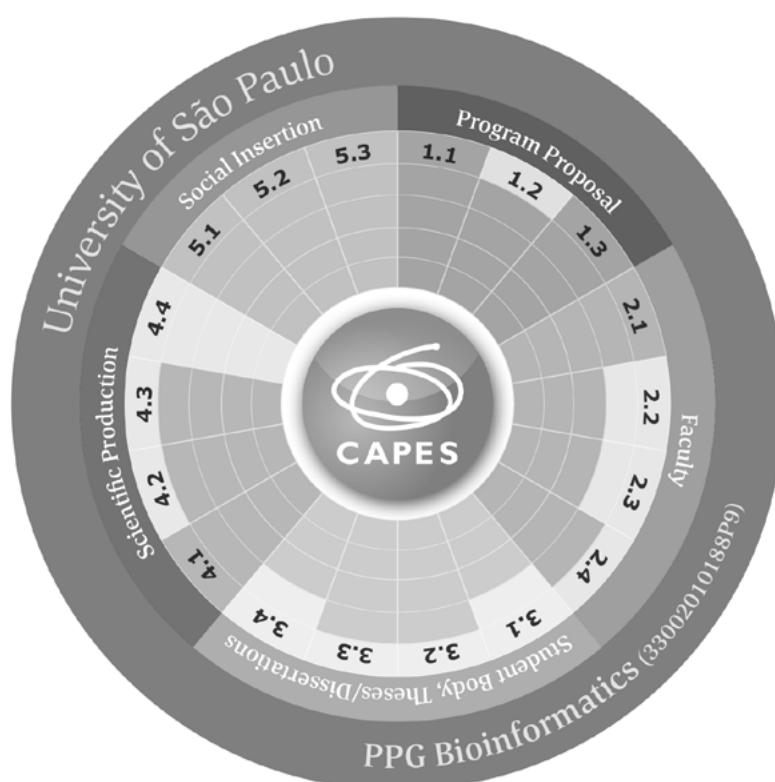 University of São Paulo
Social Insertion
Program Proposal
Faculty
Student Body, Theses/Dissertations
Scientific Production
1.1
1.2
1.3
2.1
2.2
2.3
2.4
3.1
3.2
3.3
3.4
4.1
4.2
4.3
4.4
5.1
5.2
5.3
CAPES
PPG Bioinformatics (33002010188P9)